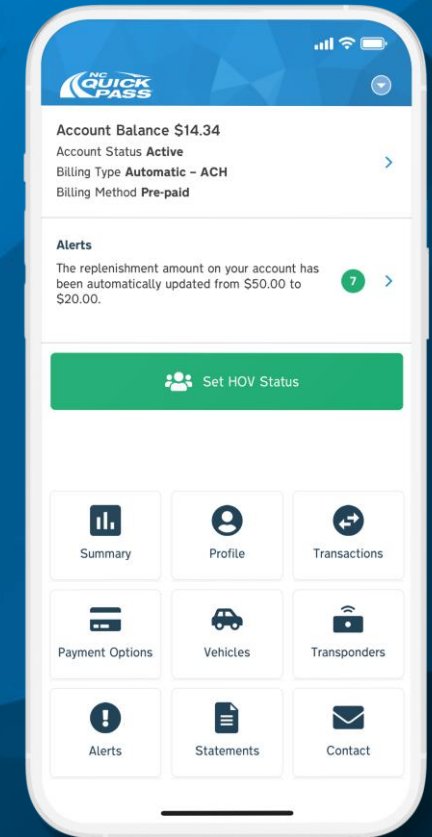 NC
QUICK
PASS
Account Balance $14.34
Account Status Active
Billing Type Automatic – ACH
Billing Method Pre-paid
Alerts
The replenishment amount on your account has
been automatically updated from $50.00 to
$20.00.
7
Set HOV Status
Summary
Profile
Transactions
Payment Options
Vehicles
Transponders
Alerts
Statements
Contact